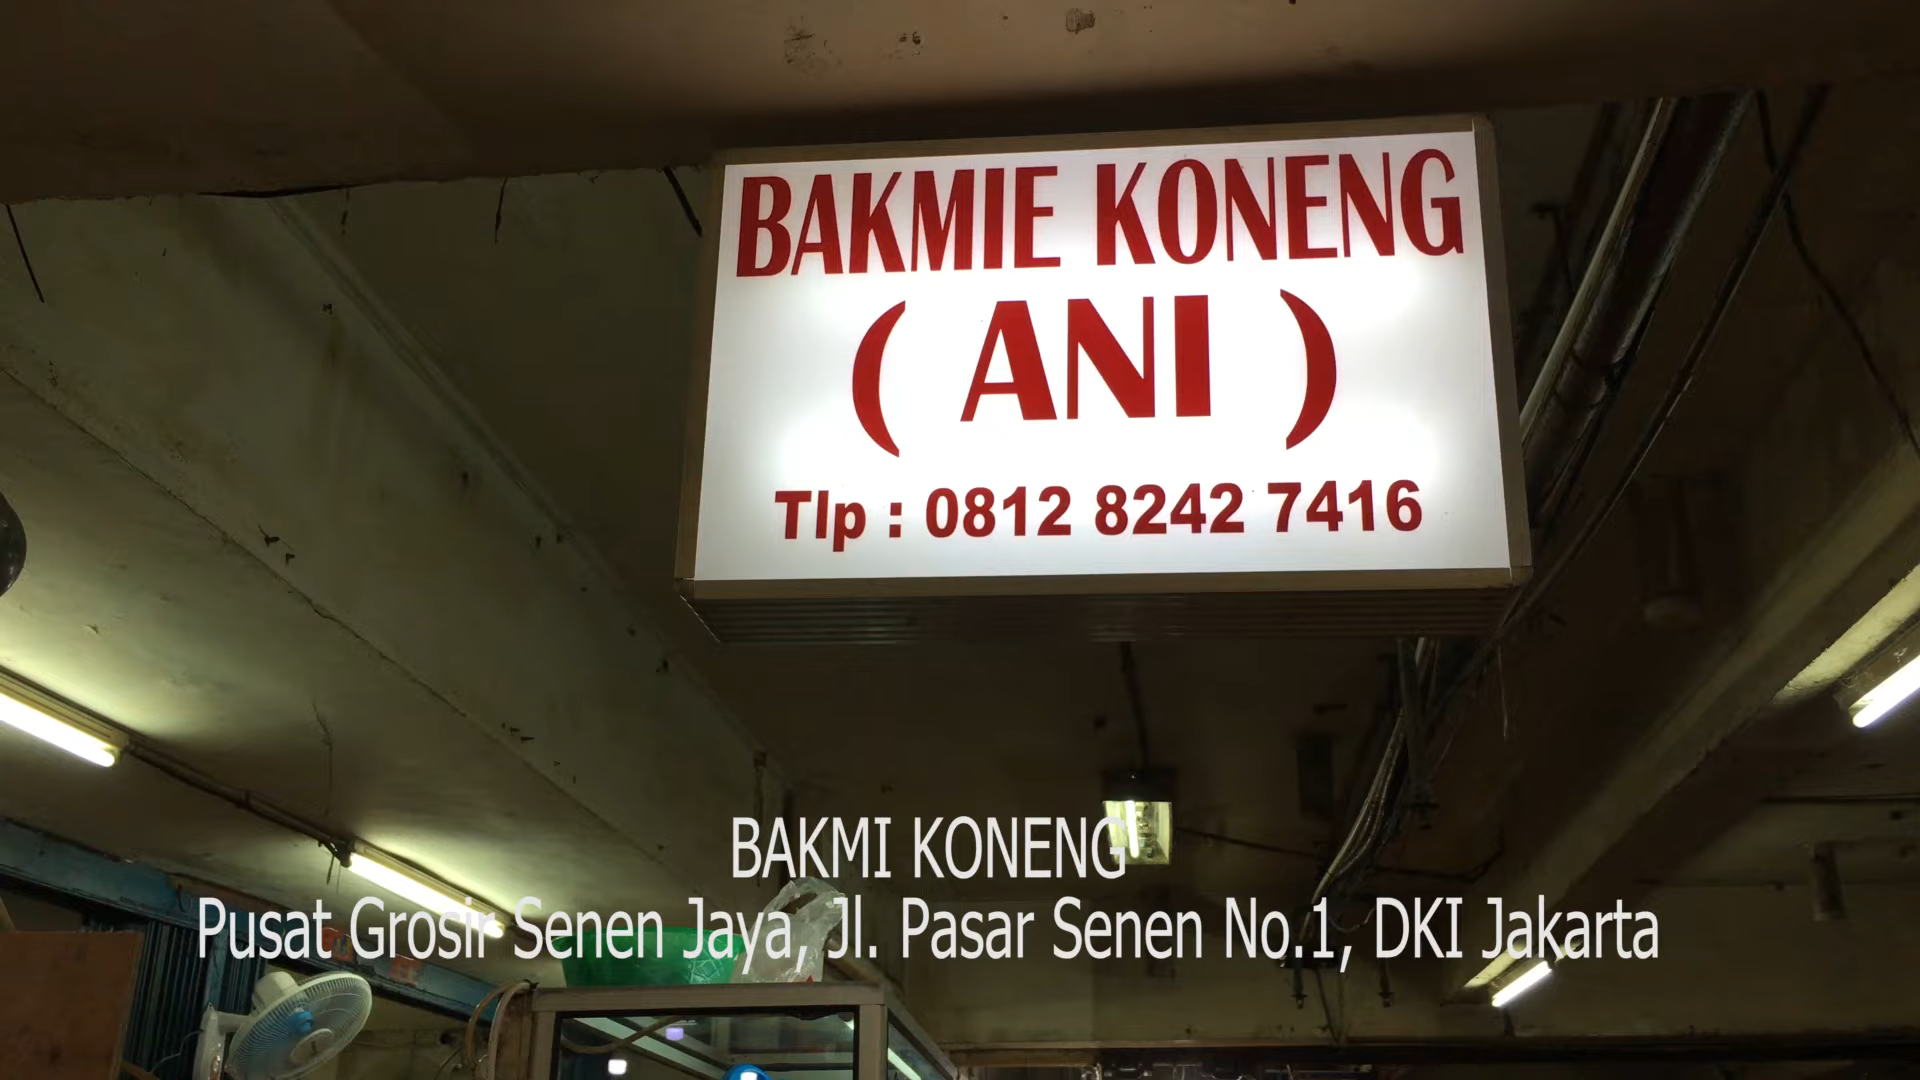 BAKMIE KONENG
( ANI )
Tlp : 0812 8242 7416
BAKMI KONENG
Pusat Grosir Senen Jaya, Jl. Pasar Senen No.1, DKI Jakarta